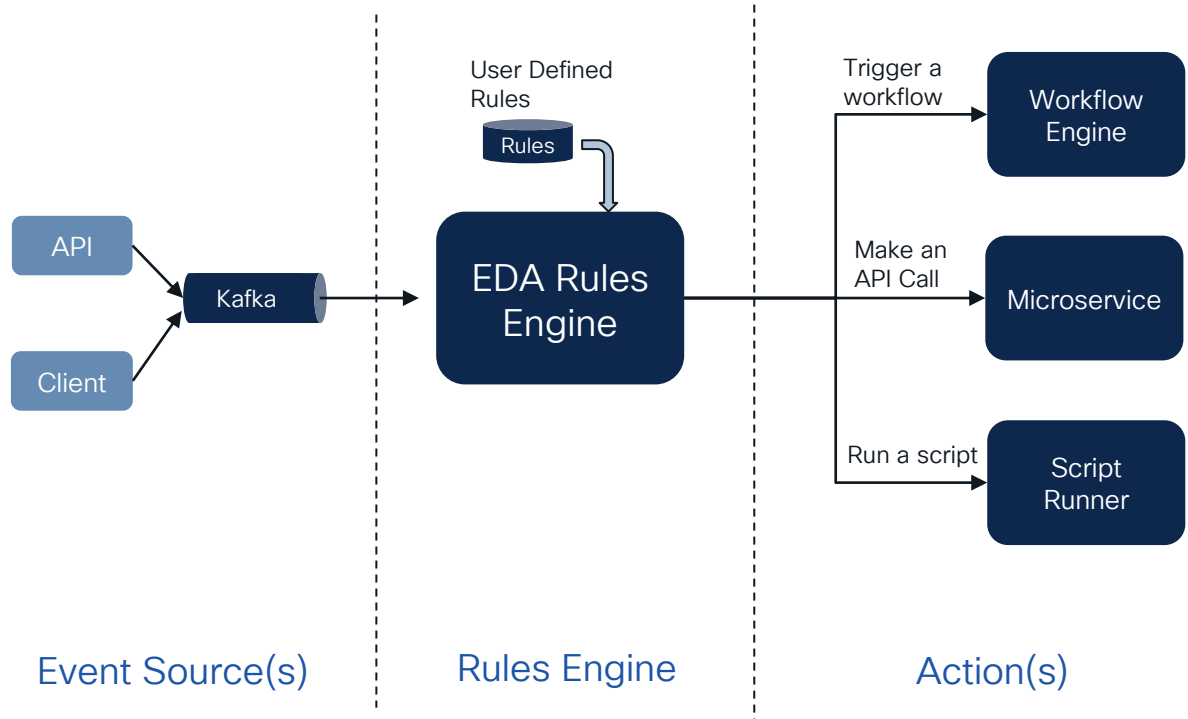 User Defined
Rules
Rules
API
Client
Kafka
EDA Rules
Engine
Trigger a
workflow
Workflow
Engine
Make an
API Call
Microservice
Run a script
Script
Runner
Event Source(s)
Rules Engine
Action(s)